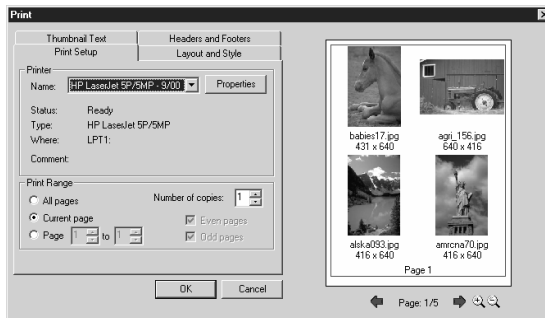 Print
Thumbnail Text
Headers and Footers
Print Setup
Layout and Style
Printer
Name:
HP LaserJet 5P/5MP - 9/00
Properties
Status: Ready
Type: HP LaserJet 5P/5MP
Where: LPT1:
Comment:
Print Range
All pages
Number of copies: 1
Current page
Even pages
Page 1 to 1
Odd pages
OK
Cancel
babies17.jpg
431 x 640
agri_156.jpg
640 x 416
alska093.jpg
416 x 640
amrcna70.jpg
416 x 640
Page 1
Page: 1/5